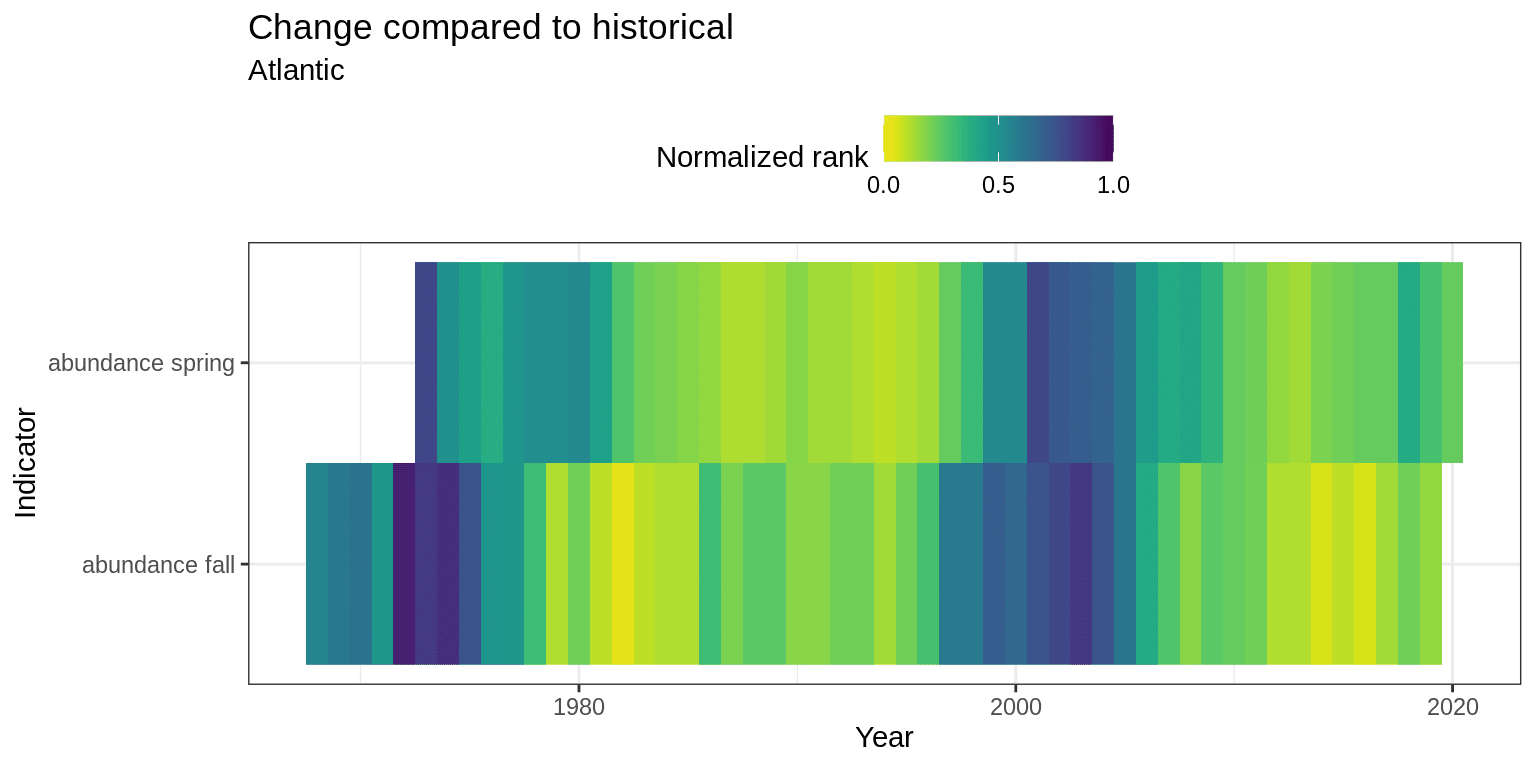 Change compared to historical
Atlantic
Normalized rank
0.0 0.5 1.0
abundance spring
abundance fall
Indicator
1980 2000 2020
Year